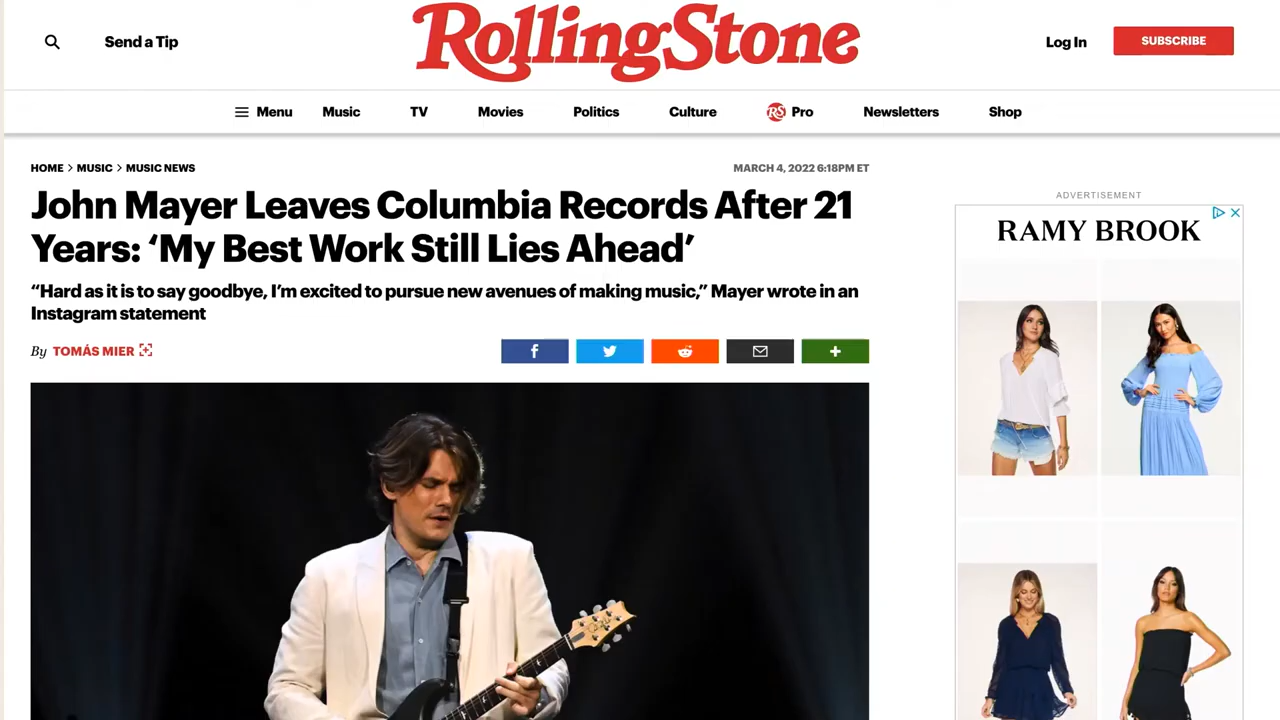 Send a Tip
RollingStone
Log In
SUBSCRIBE
Menu
Music
TV
Movies
Politics
Culture
RS Pro
Newsletters
Shop
HOME > MUSIC > MUSIC NEWS
MARCH 4, 2022 6:18PM ET
John Mayer Leaves Columbia Records After 21
Years: ‘My Best Work Still Lies Ahead’
“Hard as it is to say goodbye, I’m excited to pursue new avenues of making music,” Mayer wrote in an
Instagram statement
By TOMÁS MIER
ADVERTISEMENT
RAMY BROOK